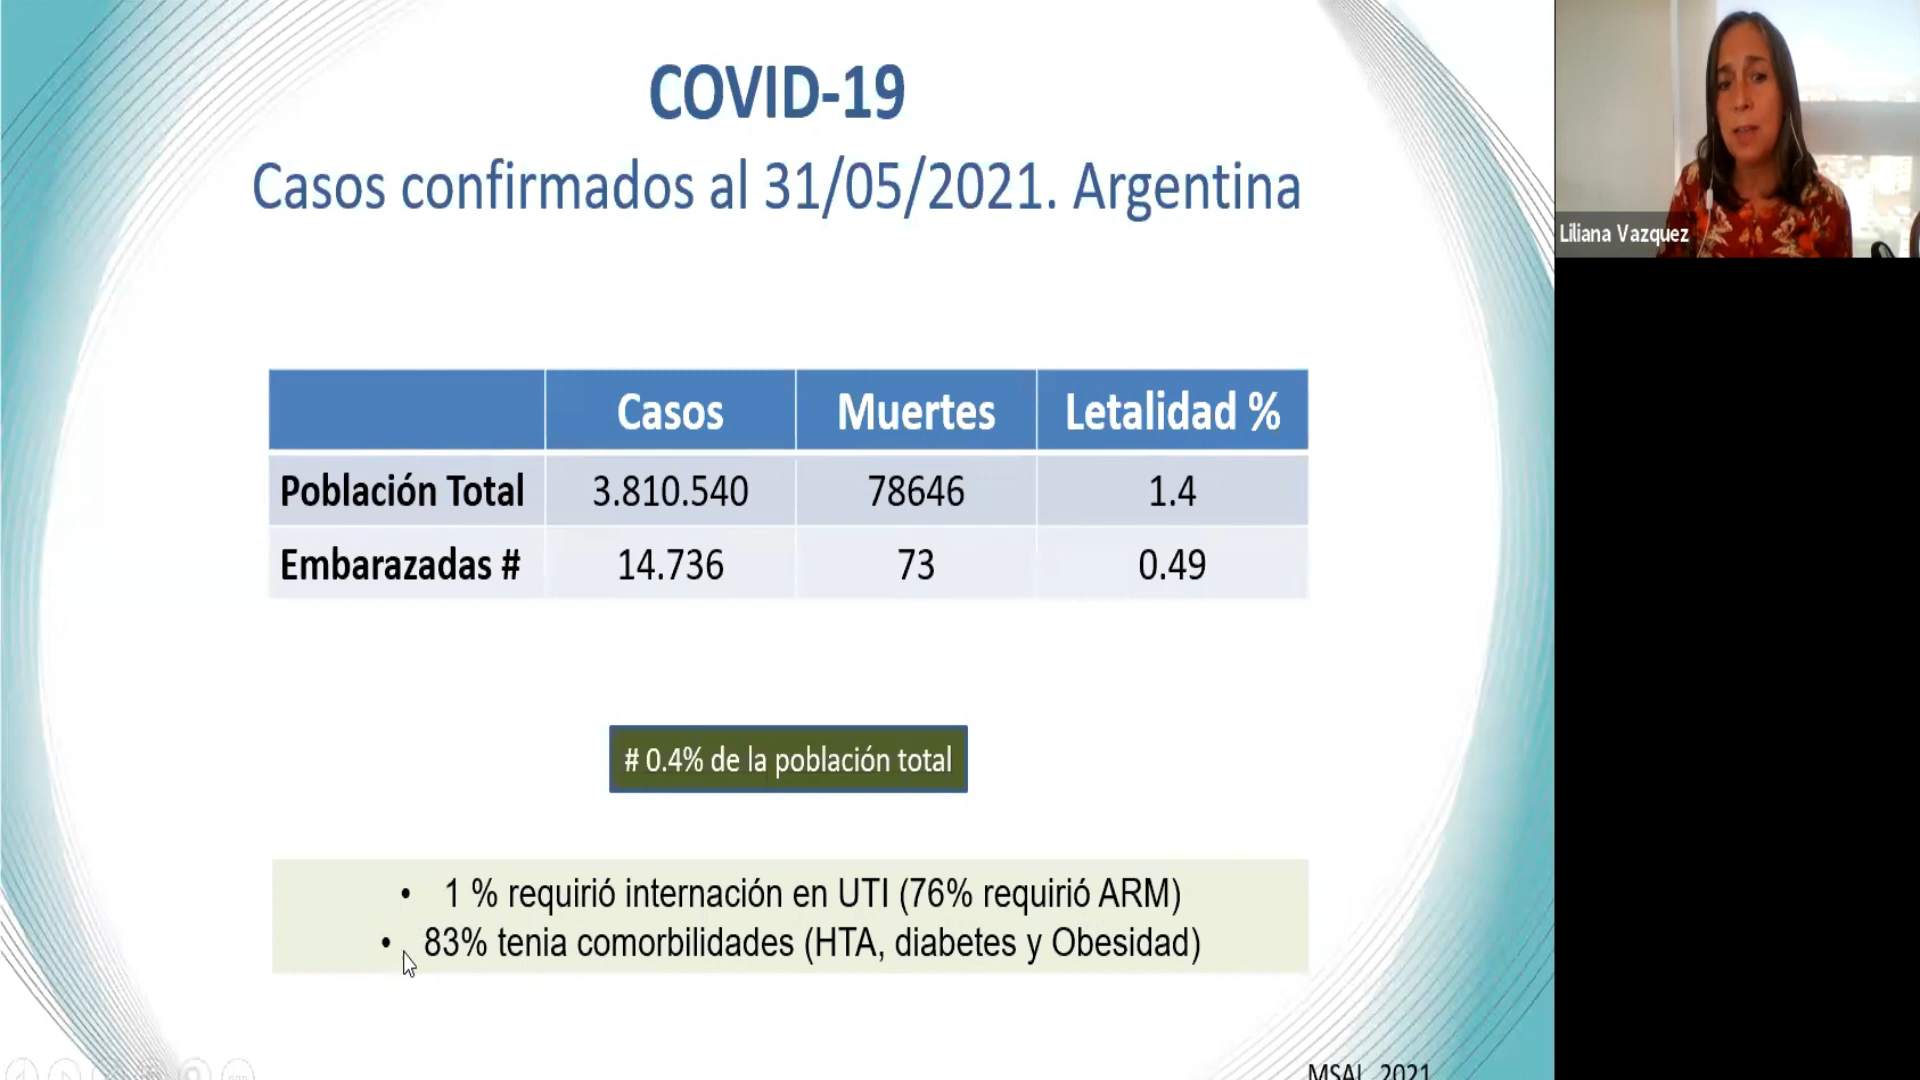 COVID-19
Casos confirmados al 31/05/2021. Argentina
Liliana Vazquez
Casos Muertes Letalidad %
Población Total 3.810.540 78646 1.4
Embarazadas # 14.736 73 0.49
# 0.4% de la población total
• 1 % requirió internación en UTI (76% requirió ARM)
• 83% tenia comorbilidades (HTA, diabetes y Obesidad)
MSAL 2021